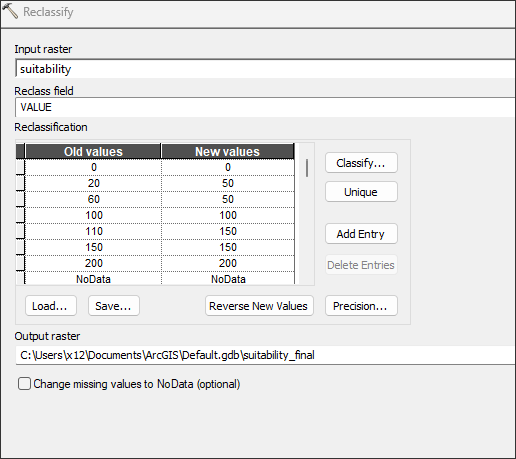 Reclassify
Input raster
suitability
Reclass field
VALUE
Reclassification
Old values New values
0 0
20 50
60 50
100 100
110 150
150 150
200 200
NoData NoData
Classify...
Unique
Add Entry
Delete Entries
Load... Save... Reverse New Values Precision...
Output raster
C:\Users\x12\Documents\ArcGIS\Default.gdb\suitability_final
Change missing values to NoData (optional)